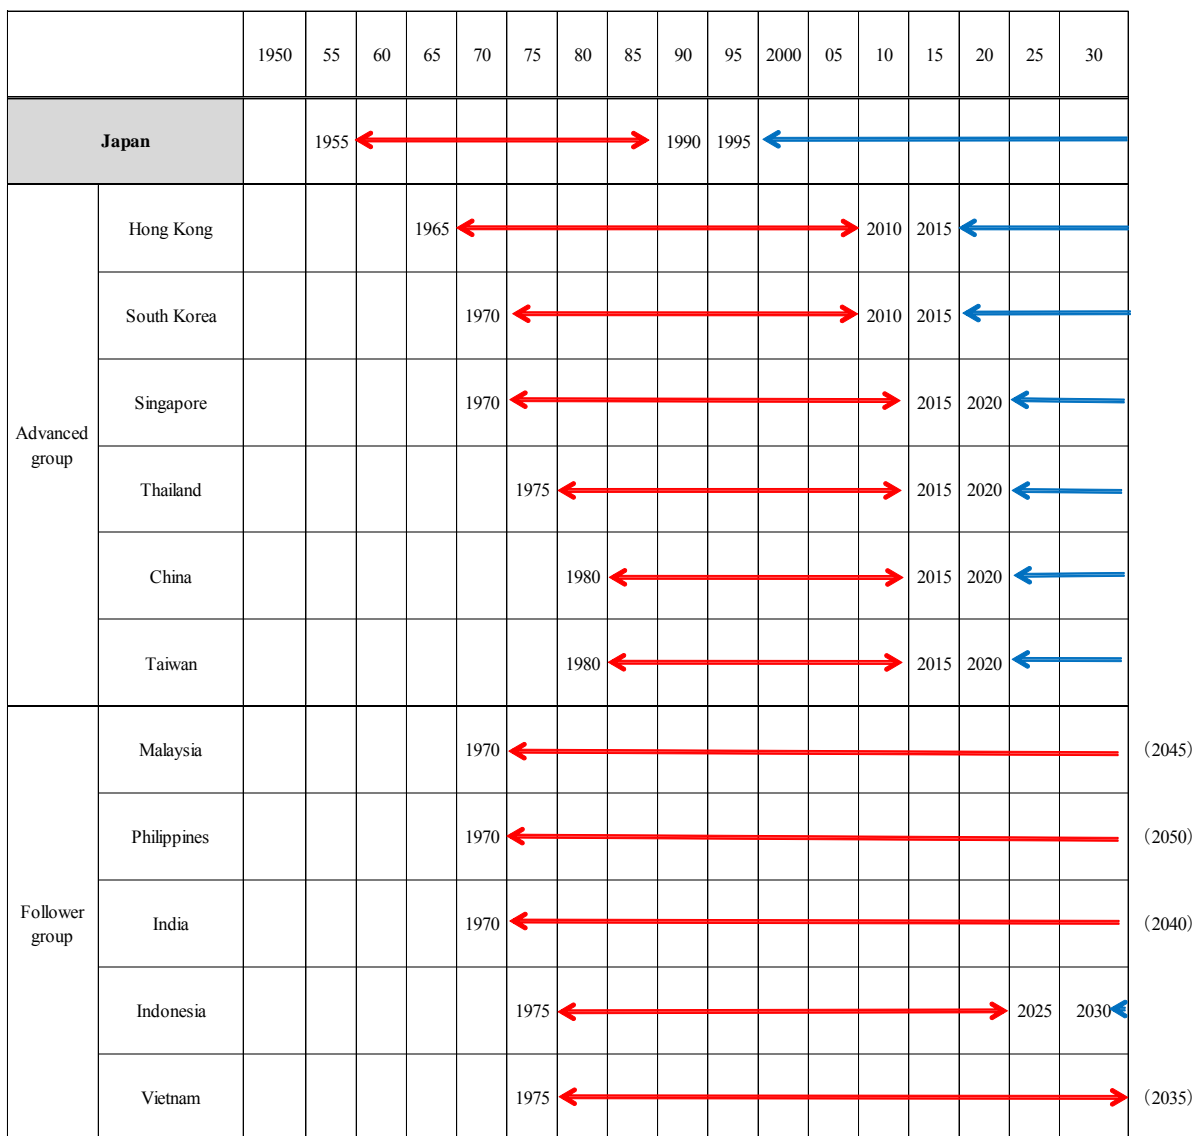 1950 55 60 65 70 75 80 85 90 95 2000 05 10 15 20 25 30
Japan 1955 1990 1995
Advanced
group
Hong Kong 1965 2010 2015
South Korea 1970 2010 2015
Singapore 1970 2015 2020
Thailand 1975 2015 2020
China 1980 2015 2020
Taiwan 1980 2015 2020
Follower
group
Malaysia 1970 (2045)
Philippines 1970 (2050)
India 1970 (2040)
Indonesia 1975 2025 2030
Vietnam 1975 (2035)